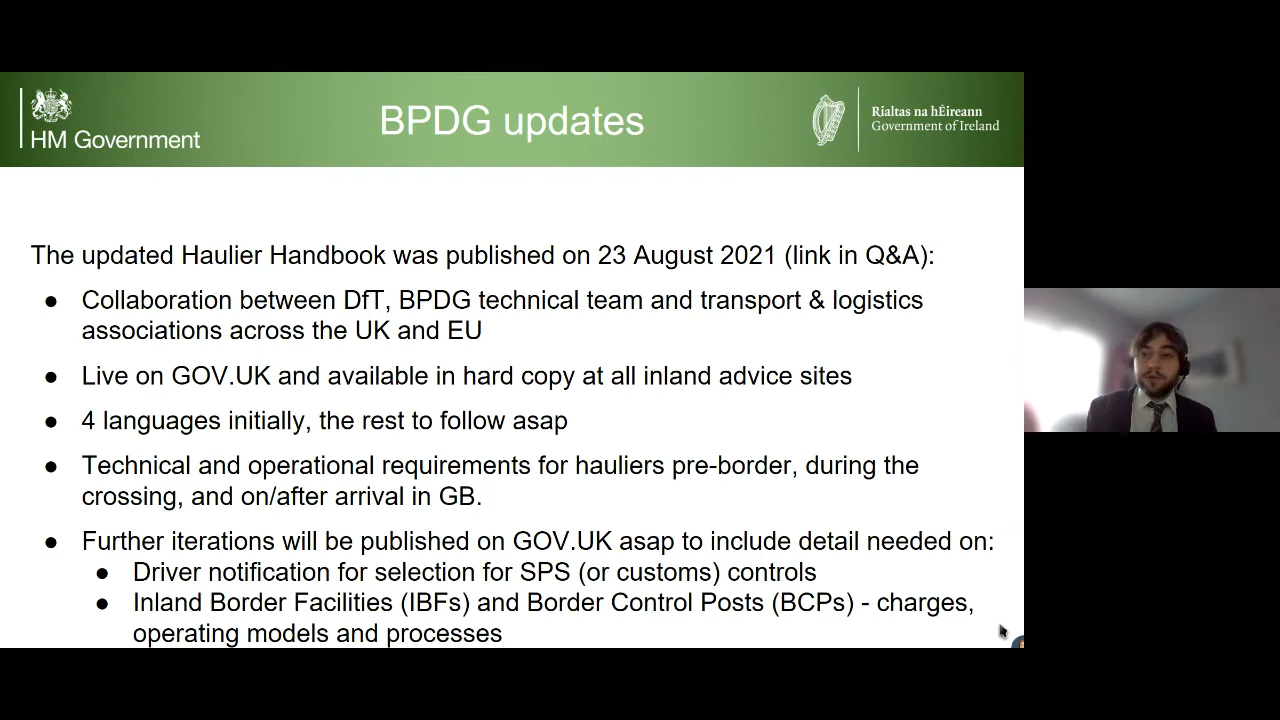 HM Government
BPDG updates
Rialtas na hÉireann
Government of Ireland
The updated Haulier Handbook was published on 23 August 2021 (link in Q&A):
● Collaboration between DfT, BPDG technical team and transport & logistics
associations across the UK and EU
● Live on GOV.UK and available in hard copy at all inland advice sites
● 4 languages initially, the rest to follow asap
● Technical and operational requirements for hauliers pre-border, during the
crossing, and on/after arrival in GB.
● Further iterations will be published on GOV.UK asap to include detail needed on:
● Driver notification for selection for SPS (or customs) controls
● Inland Border Facilities (IBFs) and Border Control Posts (BCPs) - charges,
operating models and processes